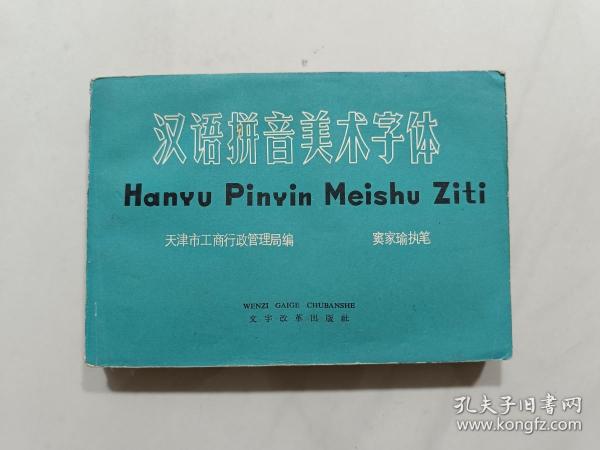 汉语拼音美术字体
Hanyu Pinyin Meishu Ziti
天津市工商行政管理局编 窦家瑜执笔
WENZI GAIGE CHUBANSHE
文字改革出版社
孔夫子旧书网
www.kongfz.com